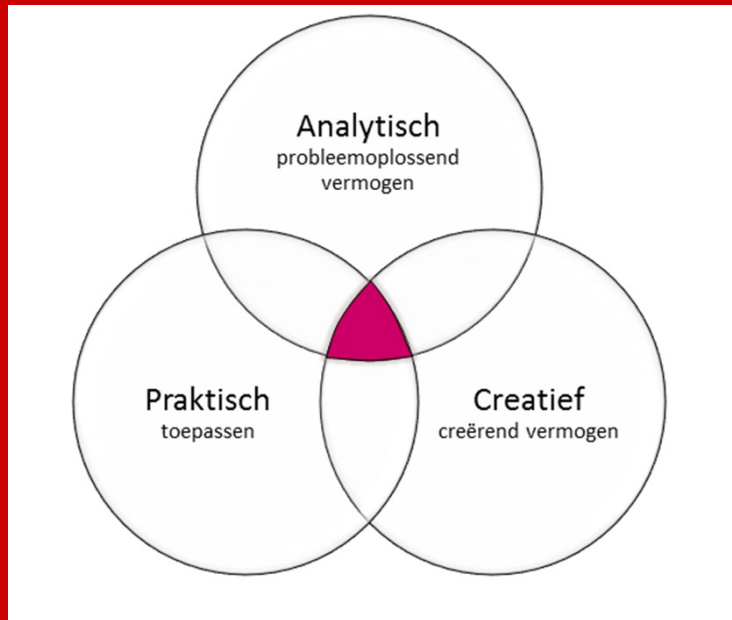 Analytisch
probleemoplossend
vermogen
Praktisch
toepassen
Creatief
creërend vermogen